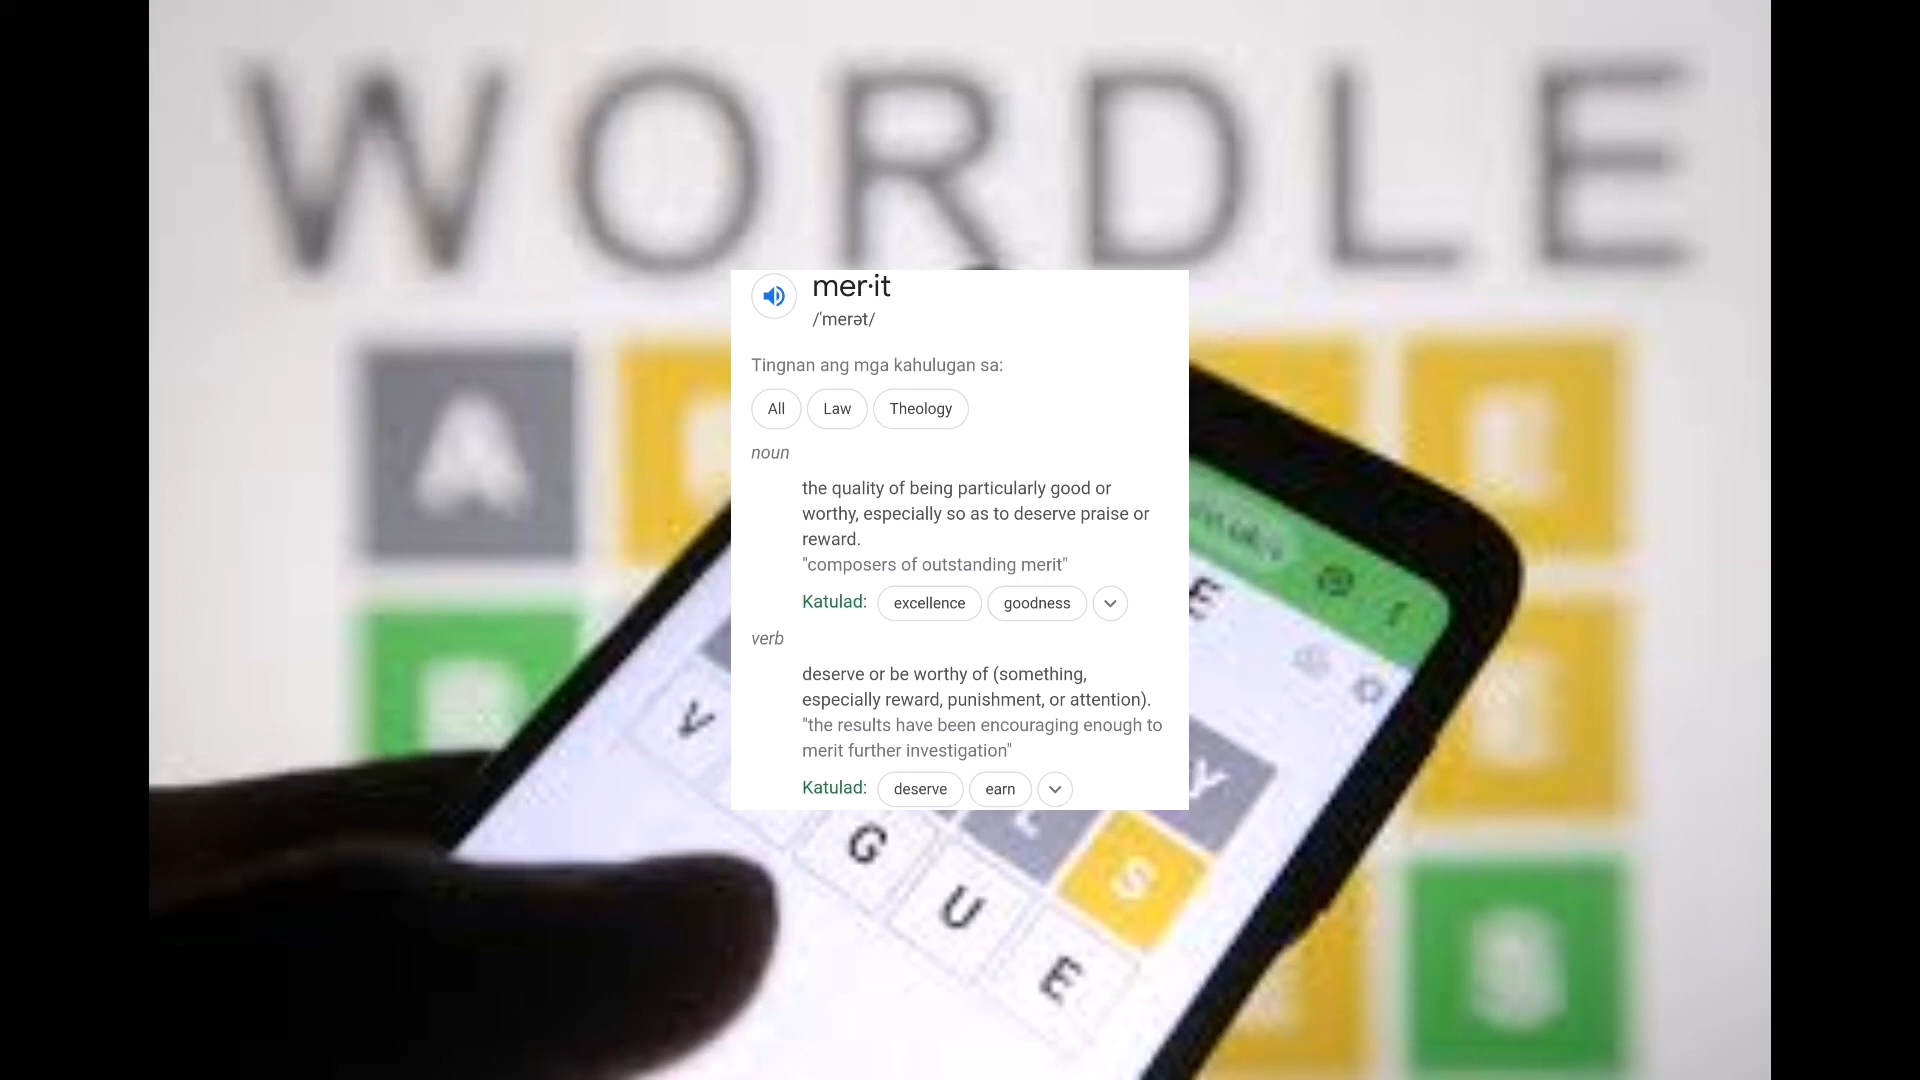 WORDLE
A
mer·it
/ˈmerət/
Tingnan ang mga kahulugan sa:
All Law Theology
noun
the quality of being particularly good or
worthy, especially so as to deserve praise or
reward.
"composers of outstanding merit"
Katulad: excellence goodness
verb
deserve or be worthy of (something,
especially reward, punishment, or attention).
"the results have been encouraging enough to
merit further investigation"
Katulad: deserve earn
E
Y
L S
V G U E
S